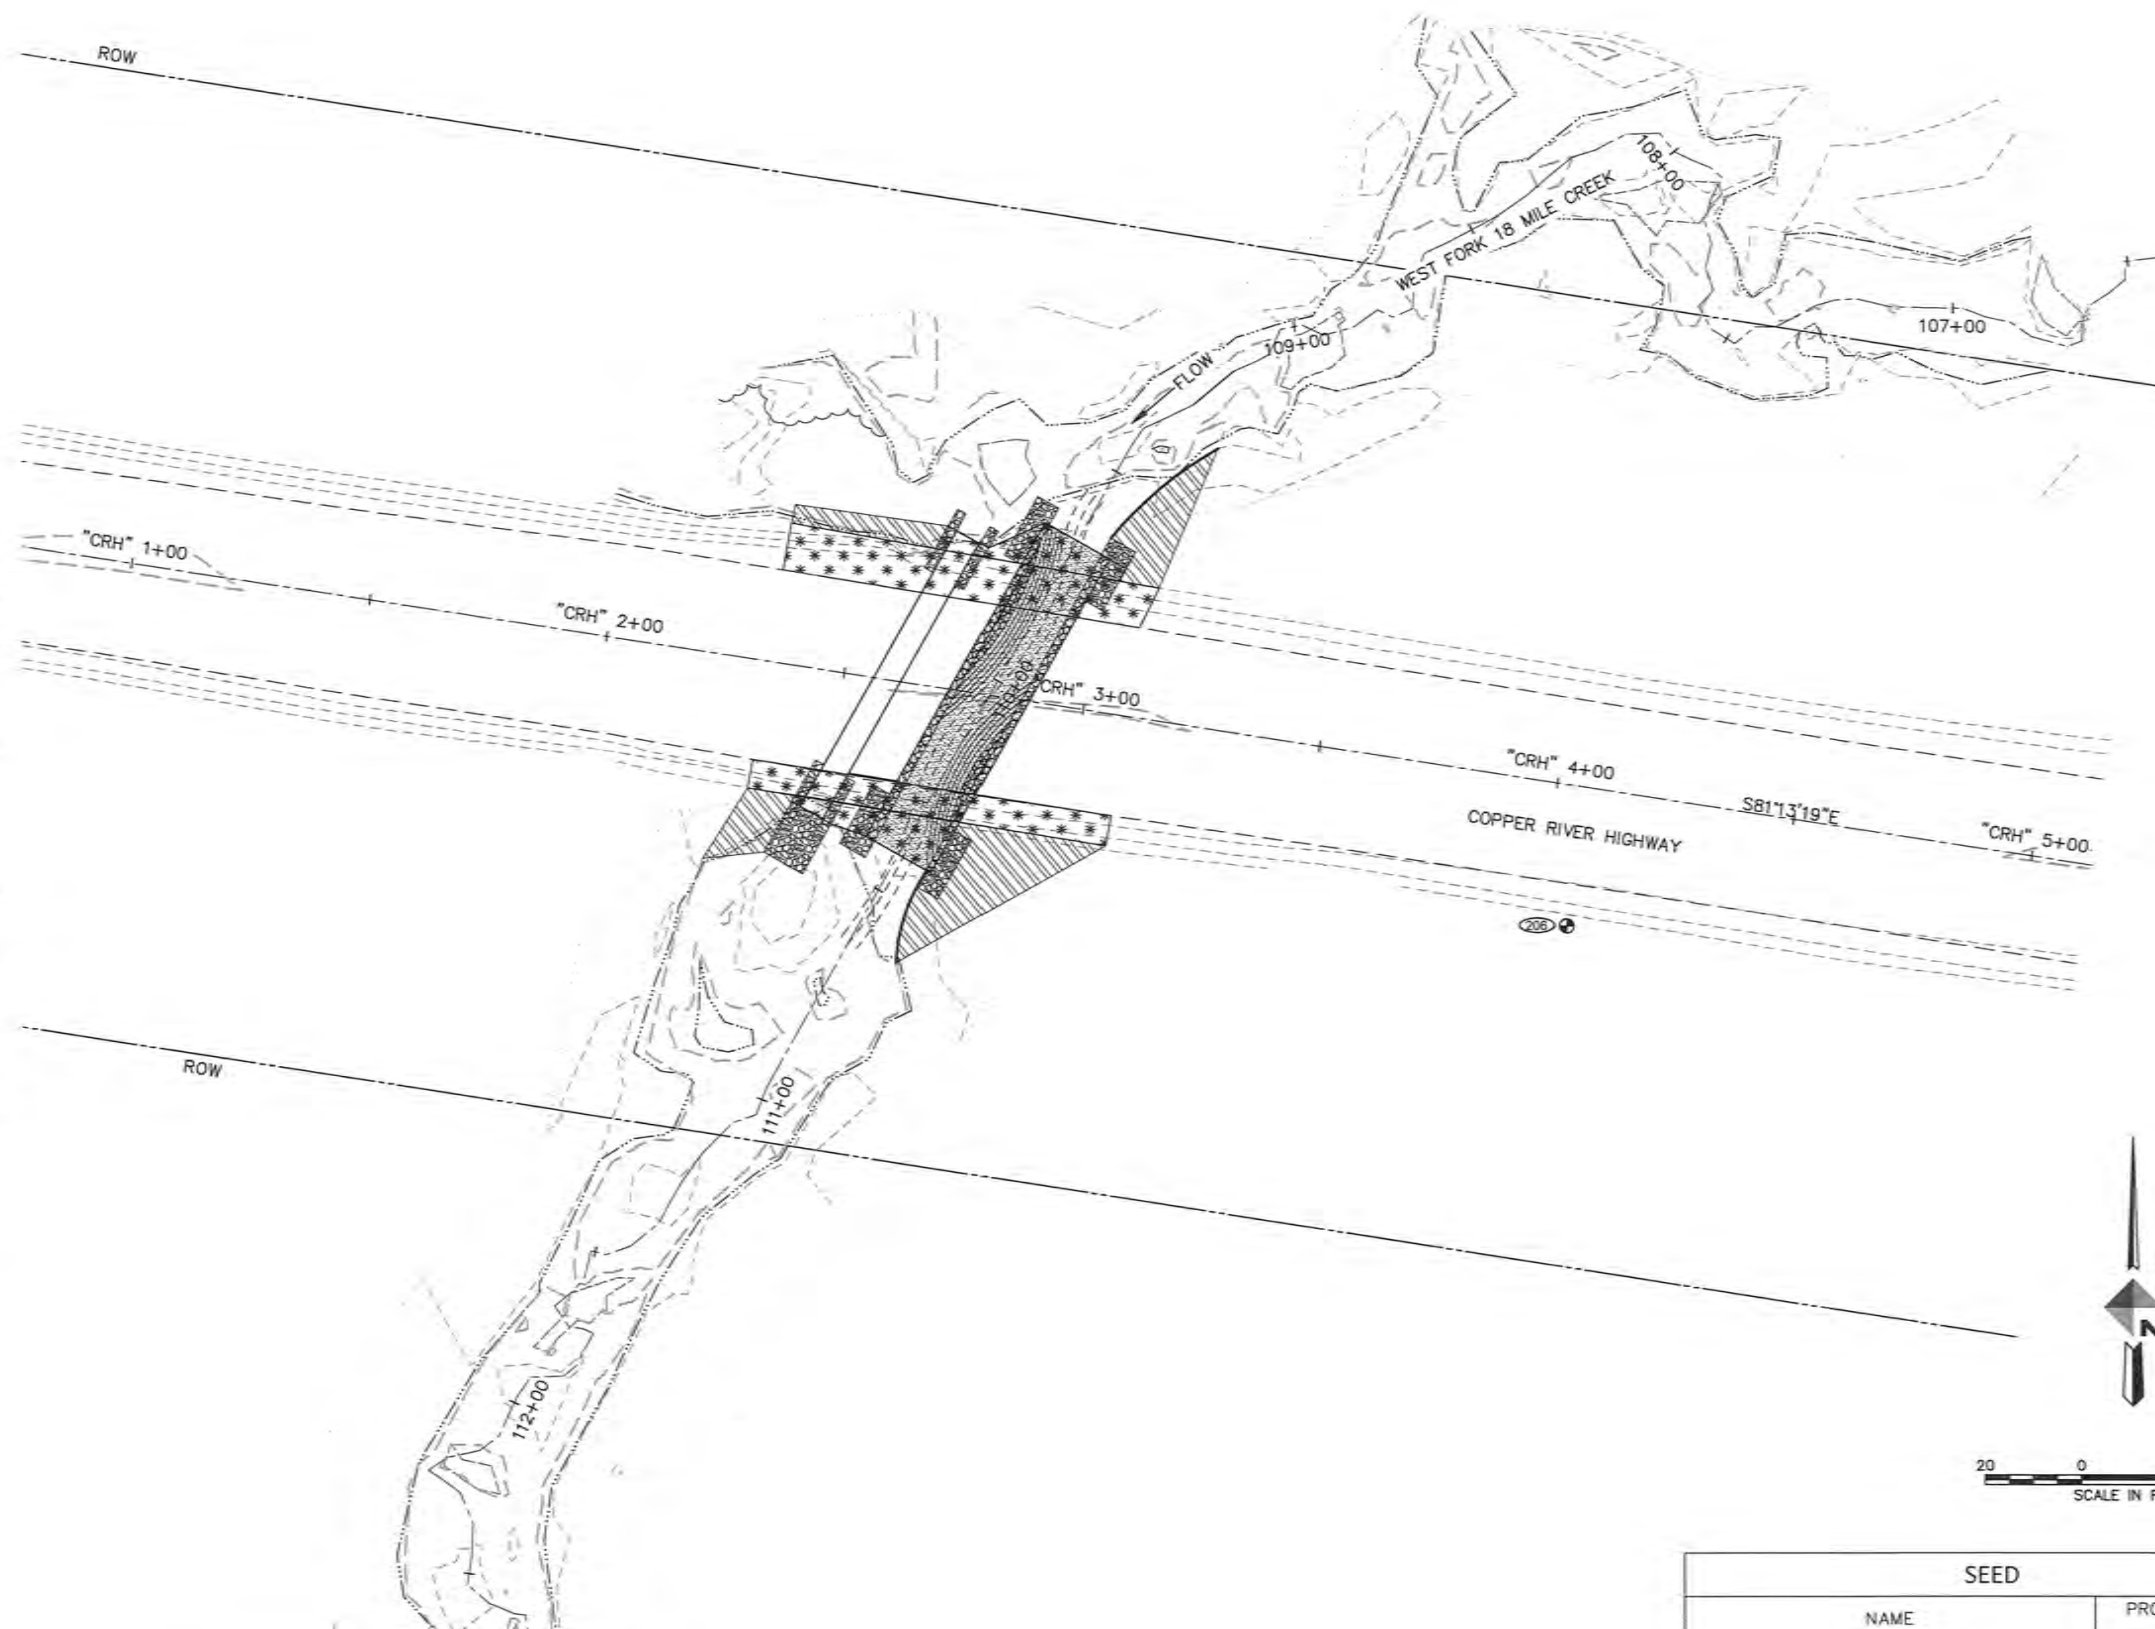 ROW
108+00
WEST FORK 18 MILE CREEK
107+00
109+00
FLOW
"CRH" 1+00
"CRH" 2+00
"CRH" 3+00
"CRH" 4+00
S81°13'19"E
"CRH" 5+00
COPPER RIVER HIGHWAY
206
ROW
111+00
112+00
N
20 0
SCALE IN
SEED
NAME